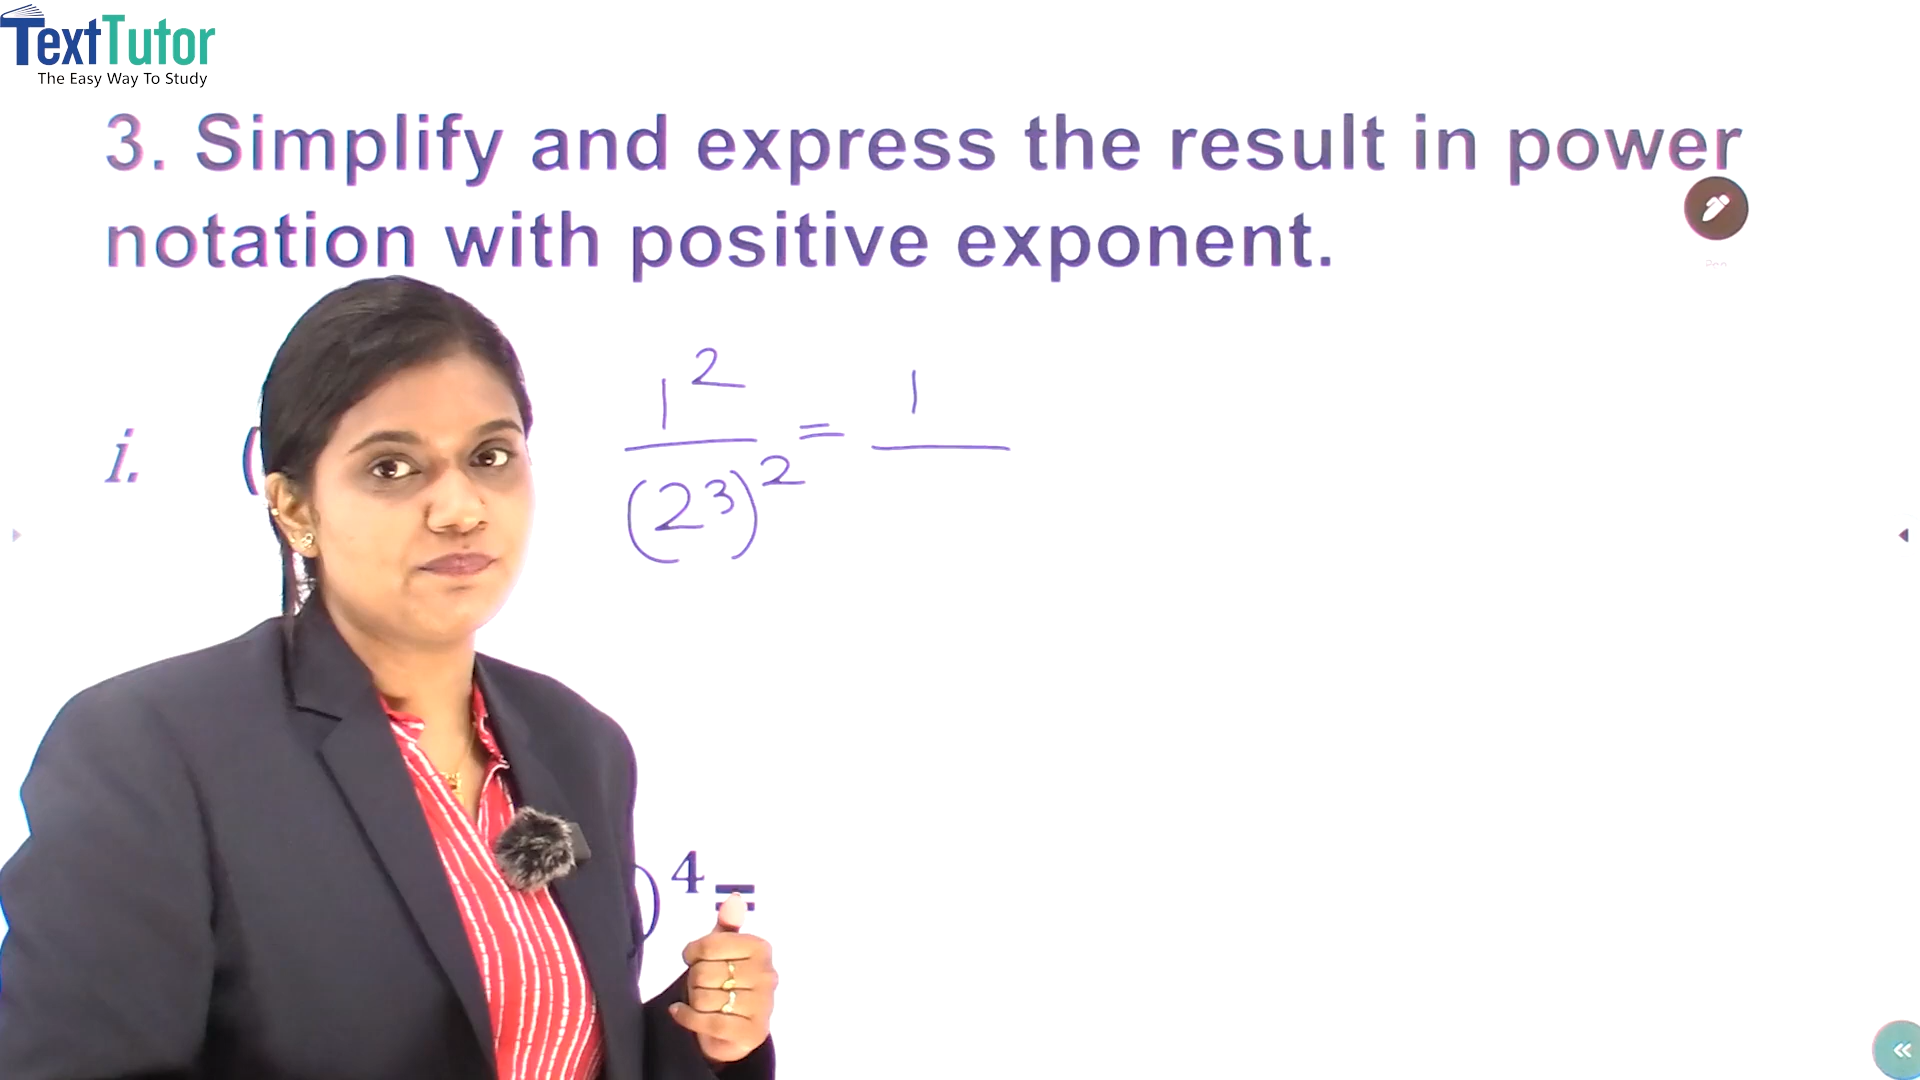 TextTutor
The Easy Way To Study
3. Simplify and express the result in power
notation with positive exponent.
i. ( 1² / (2³)² = 1 /
)⁴ =